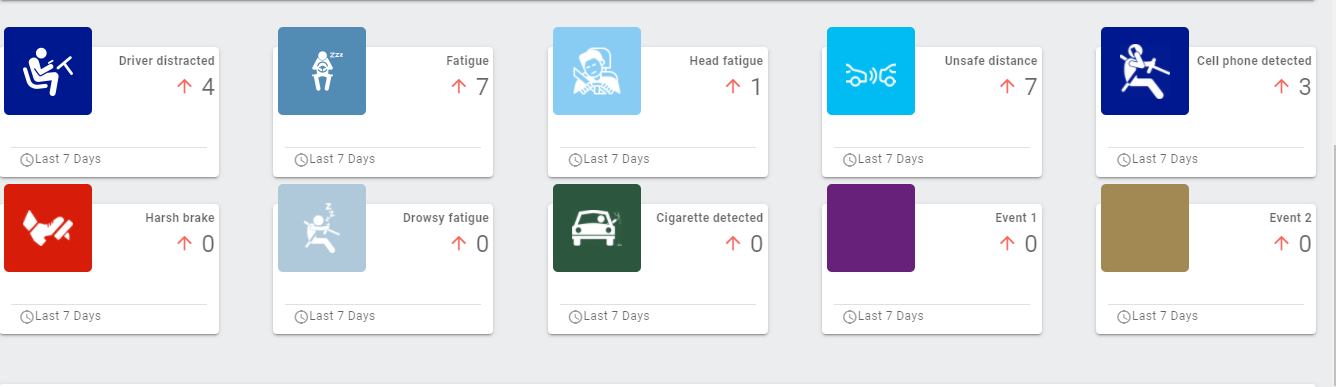 Driver distracted
4
Last 7 Days
Fatigue
7
Last 7 Days
Head fatigue
1
Last 7 Days
Unsafe distance
7
Last 7 Days
Cell phone detected
3
Last 7 Days
Harsh brake
0
Last 7 Days
Drowsy fatigue
0
Last 7 Days
Cigarette detected
0
Last 7 Days
Event 1
0
Last 7 Days
Event 2
0
Last 7 Days